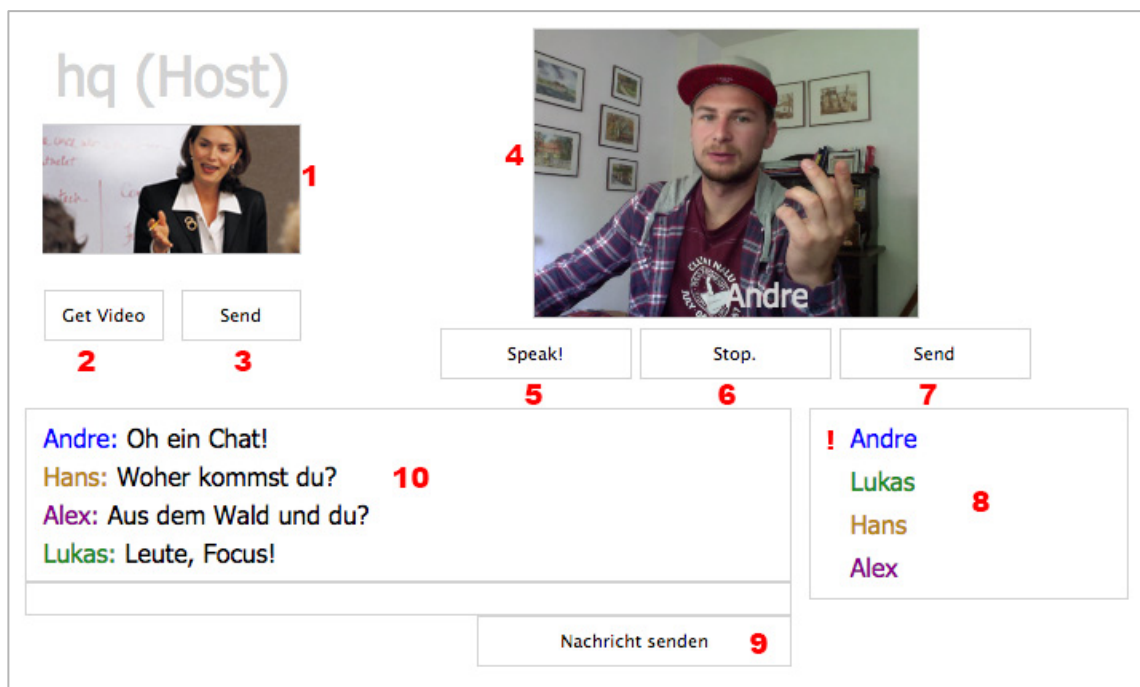 hq (Host)
1
Get Video
Send
2
3
4
Andre
Speak!
Stop.
Send
5
6
7
Andre: Oh ein Chat!
Hans: Woher kommst du?
Alex: Aus dem Wald und du?
Lukas: Leute, Focus!
10
! Andre
Lukas
Hans
Alex
8
Nachricht senden
9